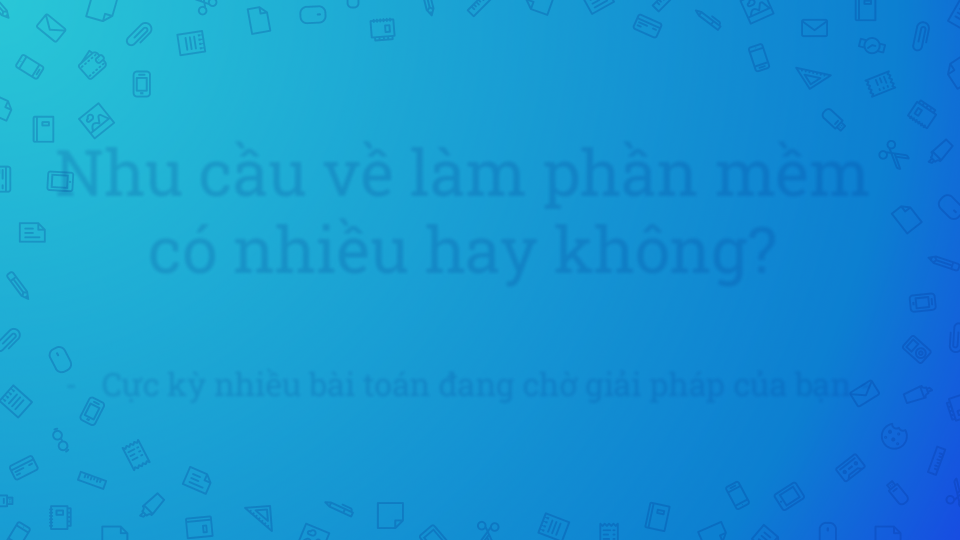 Nhu cầu về làm phần mềm
có nhiều hay không?
- Cực kỳ nhiều bài toán đang chờ giải pháp của bạn